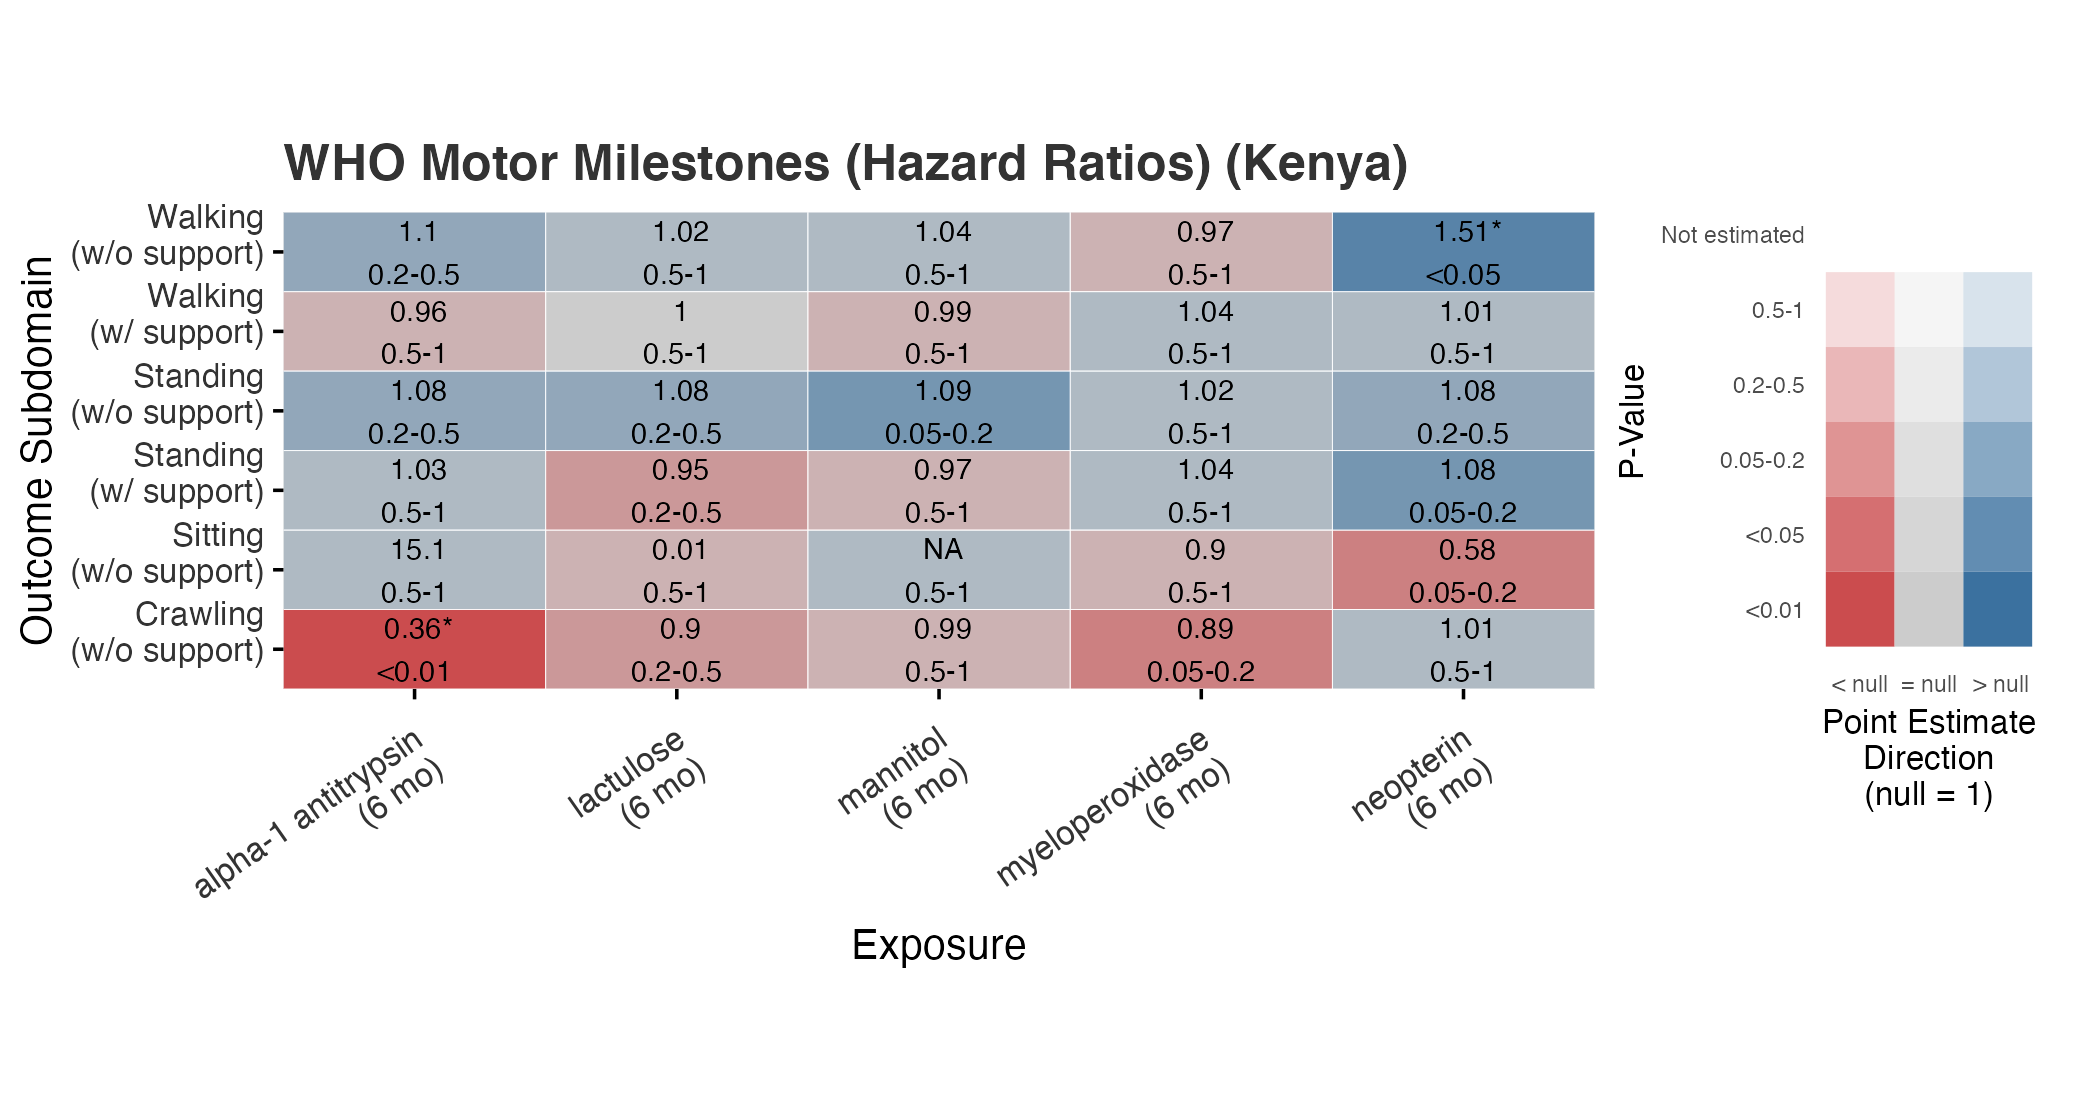 WHO Motor Milestones (Hazard Ratios) (Kenya)
Outcome Subdomain
Walking
(w/o support)
1.1 1.02 1.04 0.97 1.51*
0.2-0.5 0.5-1 0.5-1 0.5-1 <0.05
Walking
(w/ support)
0.96 1 0.99 1.04 1.01
0.5-1 0.5-1 0.5-1 0.5-1 0.5-1
Standing
(w/o support)
1.08 1.08 1.09 1.02 1.08
0.2-0.5 0.2-0.5 0.05-0.2 0.5-1 0.2-0.5
Standing
(w/ support)
1.03 0.95 0.97 1.04 1.08
0.5-1 0.2-0.5 0.5-1 0.5-1 0.05-0.2
Sitting
(w/o support)
15.1 0.01 NA 0.9 0.58
0.5-1 0.5-1 0.5-1 0.5-1 0.05-0.2
Crawling
(w/o support)
0.36* 0.9 0.99 0.89 1.01
<0.01 0.2-0.5 0.5-1 0.05-0.2 0.5-1
alpha-1 antitrypsin
(6 mo)
lactulose
(6 mo)
mannitol
(6 mo)
myeloperoxidase
(6 mo)
neopterin
(6 mo)
Exposure
P-Value
Not estimated
0.5-1
0.2-0.5
0.05-0.2
<0.05
<0.01
< null = null > null
Point Estimate
Direction
(null = 1)